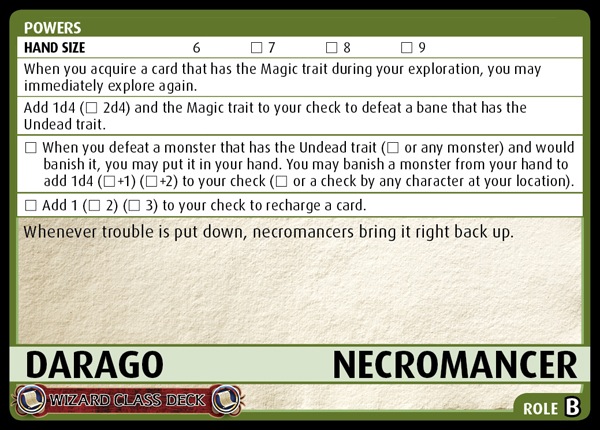 POWERS
HAND SIZE 6 ☐ 7 ☐ 8 ☐ 9
When you acquire a card that has the Magic trait during your exploration, you may
immediately explore again.
Add 1d4 (☐ 2d4) and the Magic trait to your check to defeat a bane that has the
Undead trait.
☐ When you defeat a monster that has the Undead trait (☐ or any monster) and would
banish it, you may put it in your hand. You may banish a monster from your hand to
add 1d4 (☐+1) (☐+2) to your check (☐ or a check by any character at your location).
☐ Add 1 (☐ 2) (☐ 3) to your check to recharge a card.
Whenever trouble is put down, necromancers bring it right back up.
DARAGO NECROMANCER
WIZARD CLASS DECK
ROLE B